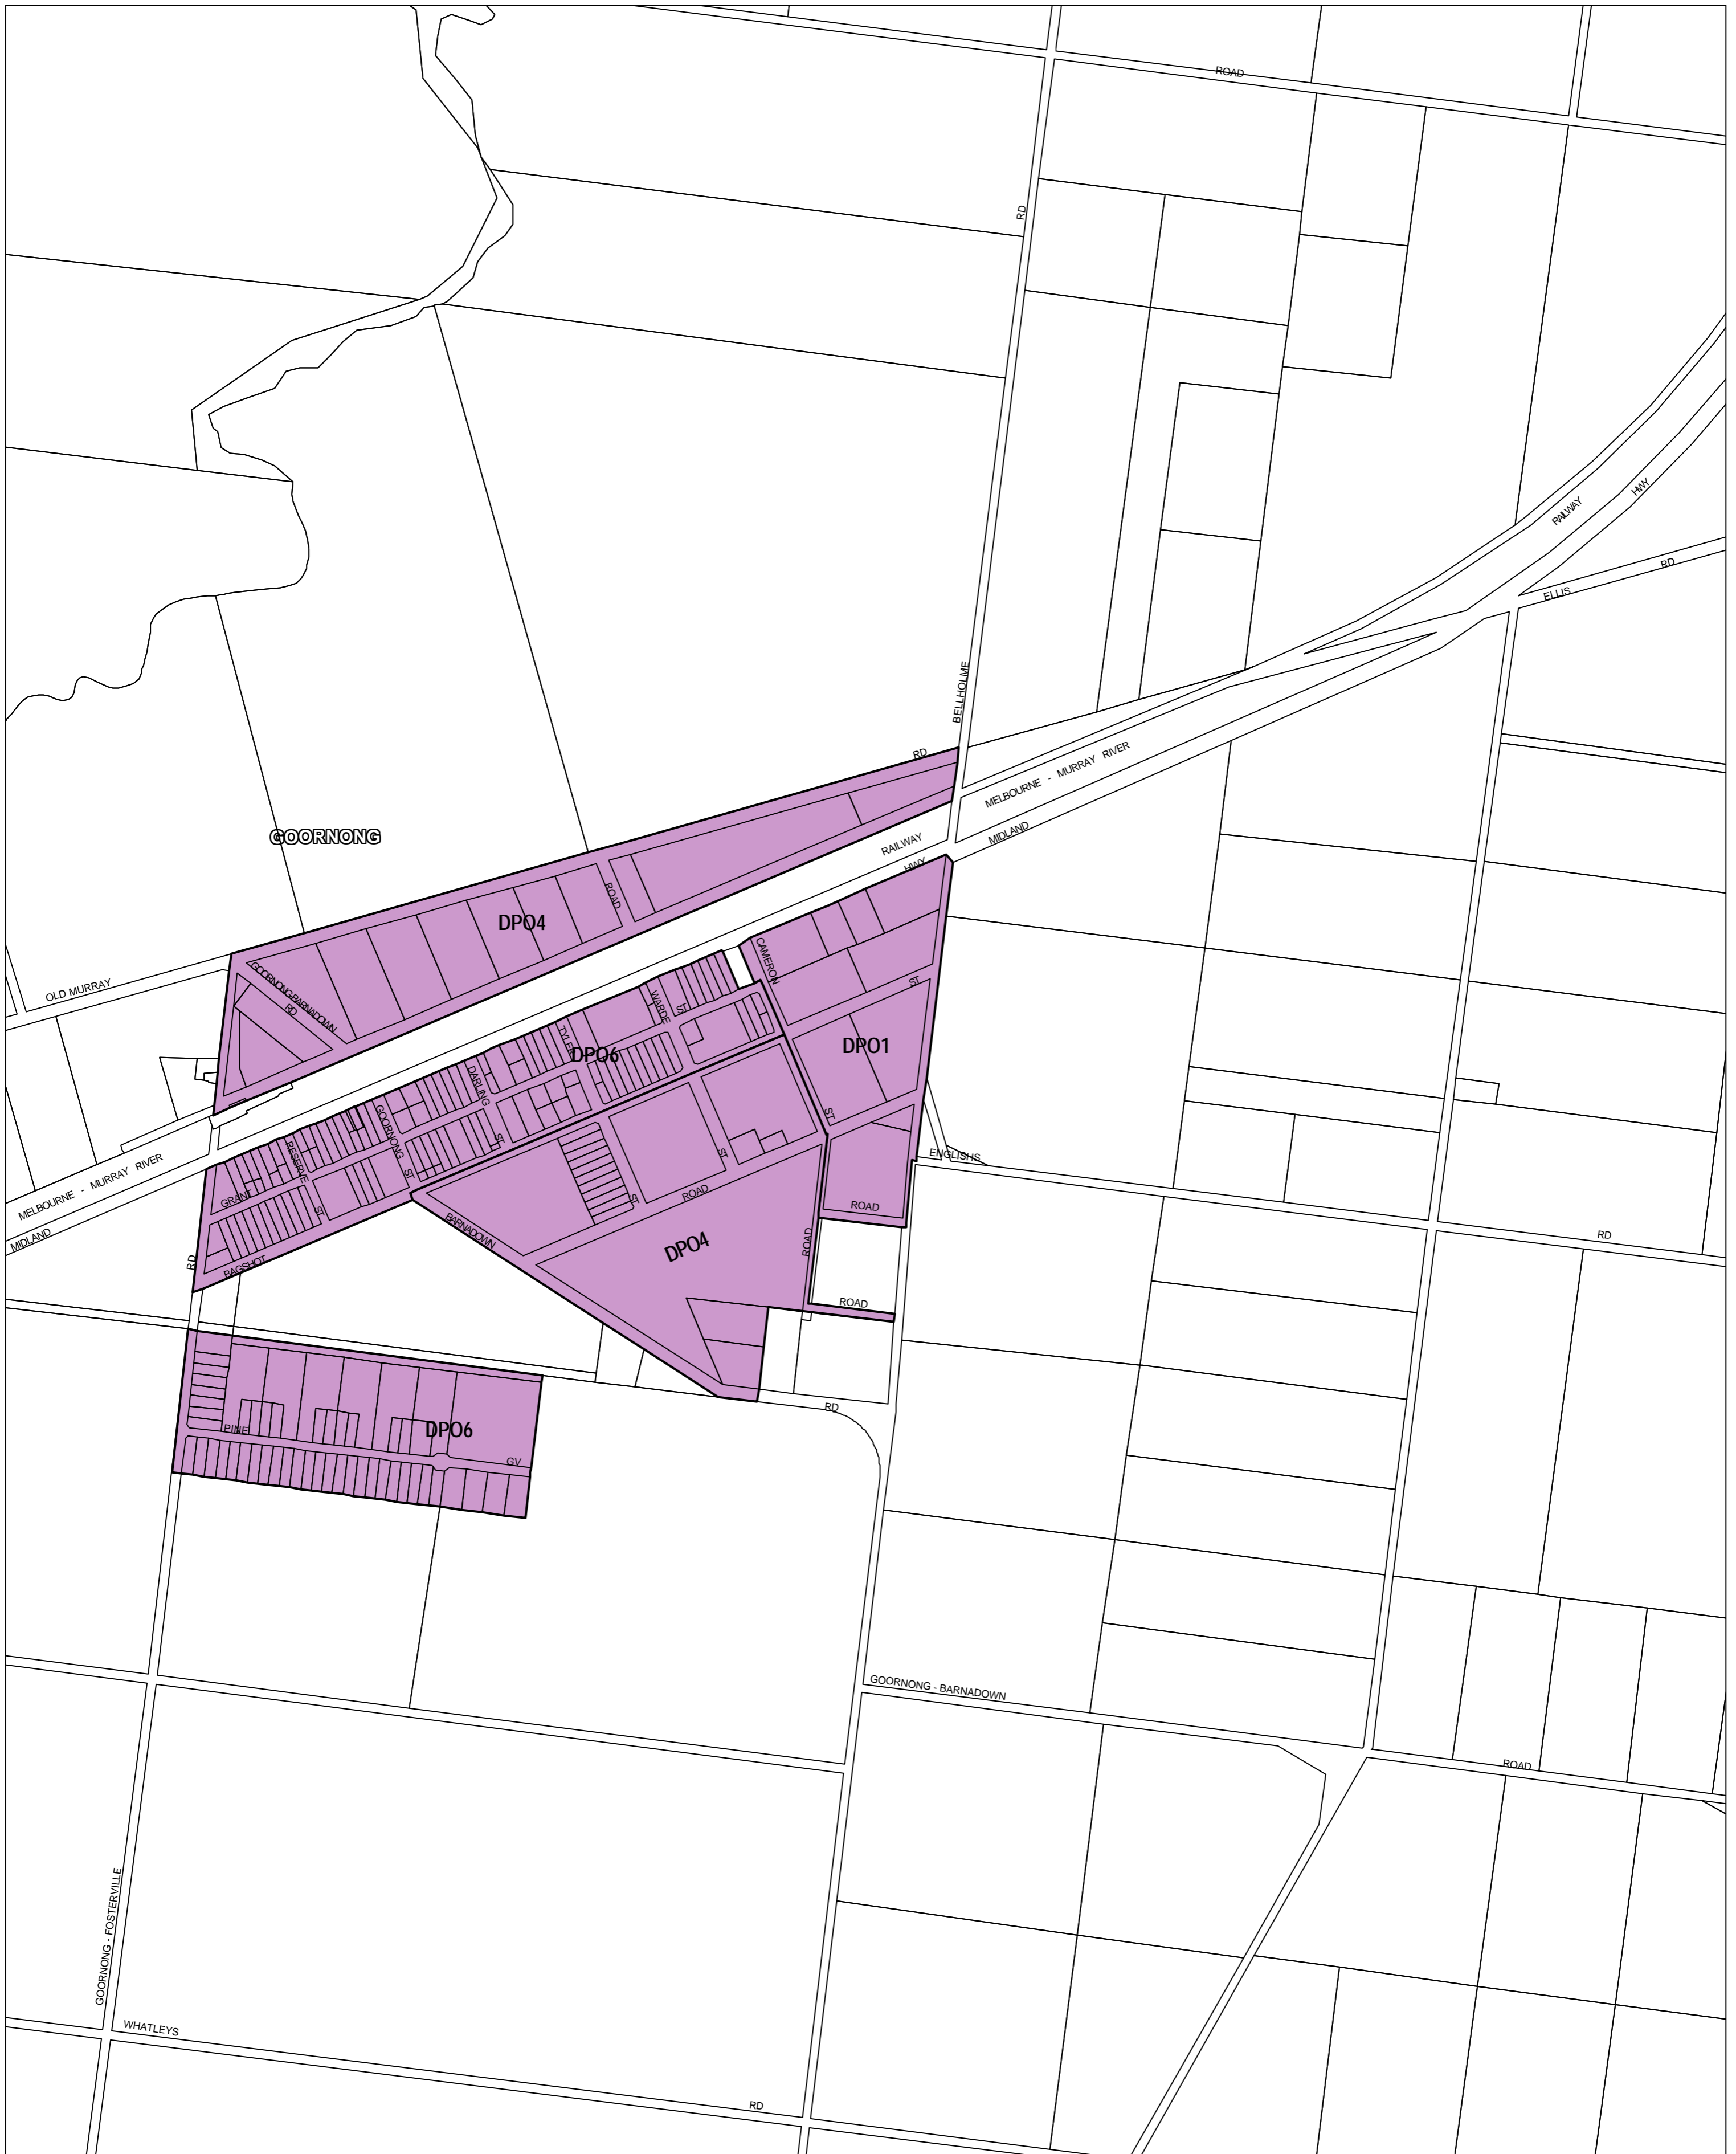 ROAD
RD
RAILWAY
HWY
RD
ELLIS
BELLHOLME
RD
MELBOURNE - MURRAY RIVER
MIDLAND
RAILWAY
HWY
GOORNONG
ROAD
DPO4
CAMERON
OLD MURRAY
GOORNONG-BARNADOWN
RD
WARDE
ST
ST
TYLER
DPO6
DPO1
DARLING
GOORNONG
ST
ST
RESERVE
ST
ST
ENGLISHS
MELBOURNE - MURRAY RIVER
GRANT
ST
ST
ROAD
ROAD
MIDLAND
BARNADOWN
DPO4
ROAD
RD
RD
BAGSHOT
ROAD
RD
PINE
DPO6
GV
GOORNONG - BARNADOWN
ROAD
GOORNONG - FOSTERVILLE
WHATLEYS
RD